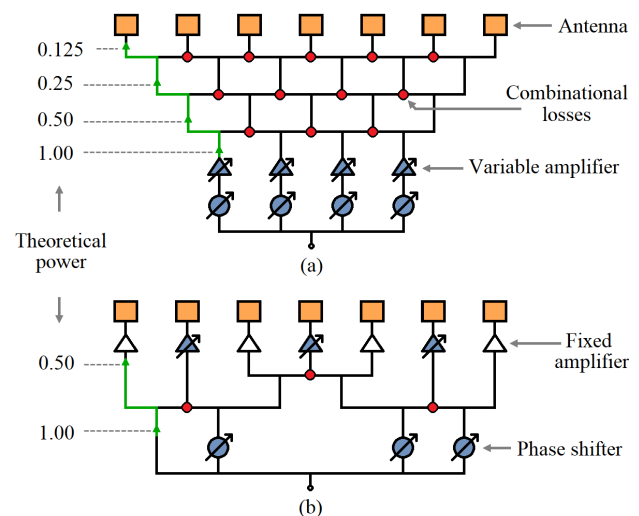 Antenna
0.125
0.25
Combinational
losses
0.50
1.00
Variable amplifier
Theoretical
power
(a)
Fixed
amplifier
0.50
1.00
Phase shifter
(b)